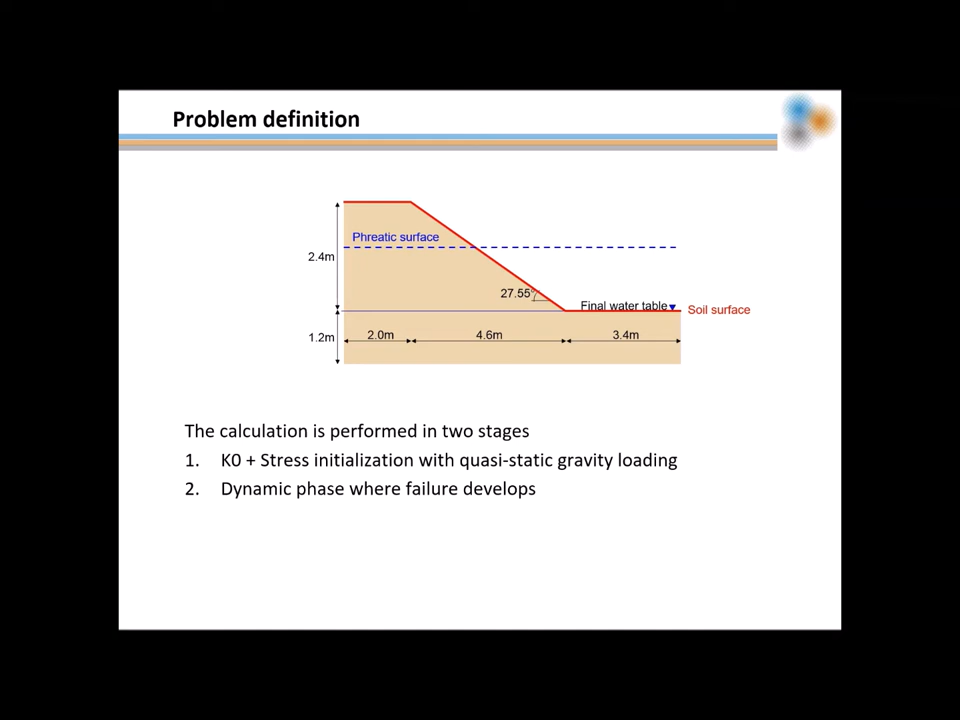 Problem definition
Phreatic surface
2.4m
27.55°
Final water table
Soil surface
1.2m
2.0m
4.6m
3.4m
The calculation is performed in two stages
1. K0 + Stress initialization with quasi-static gravity loading
2. Dynamic phase where failure develops